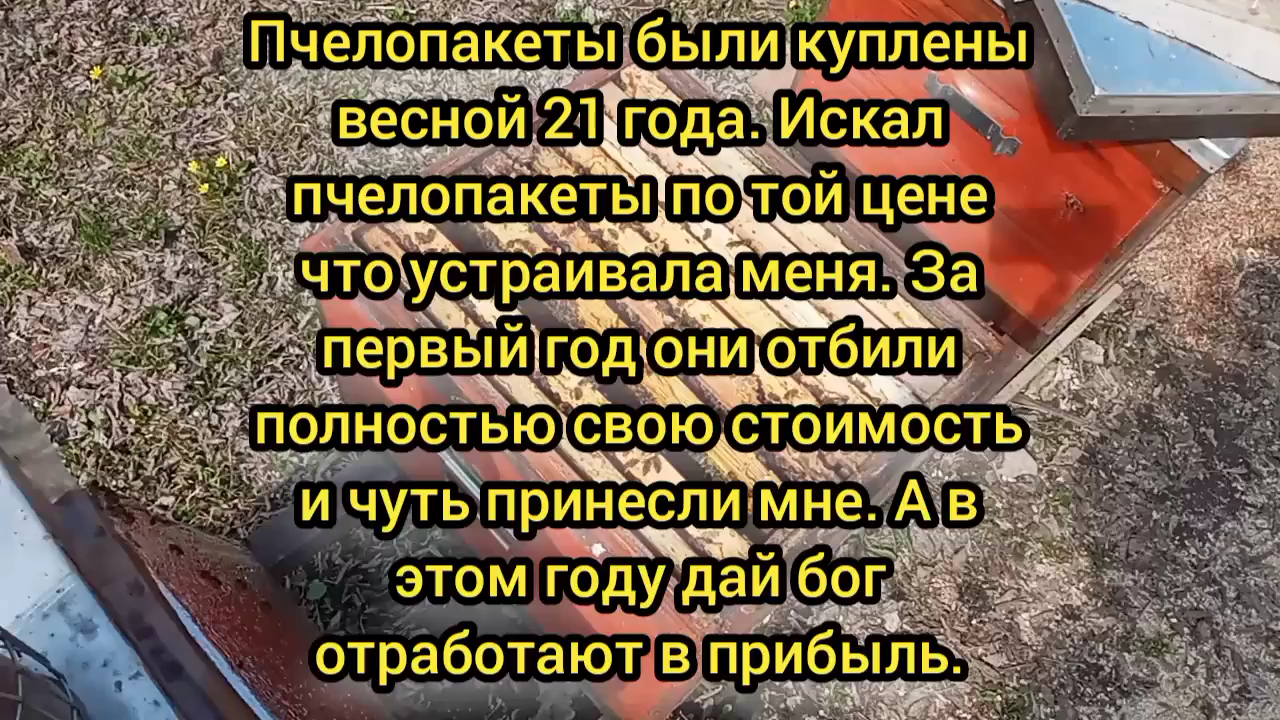 Пчелопакеты были куплены
весной 21 года. Искал
пчелопакеты по той цене
что устраивала меня. За
первый год они отбили
полностью свою стоимость
и чуть принесли мне. А в
этом году дай бог
отработают в прибыль.